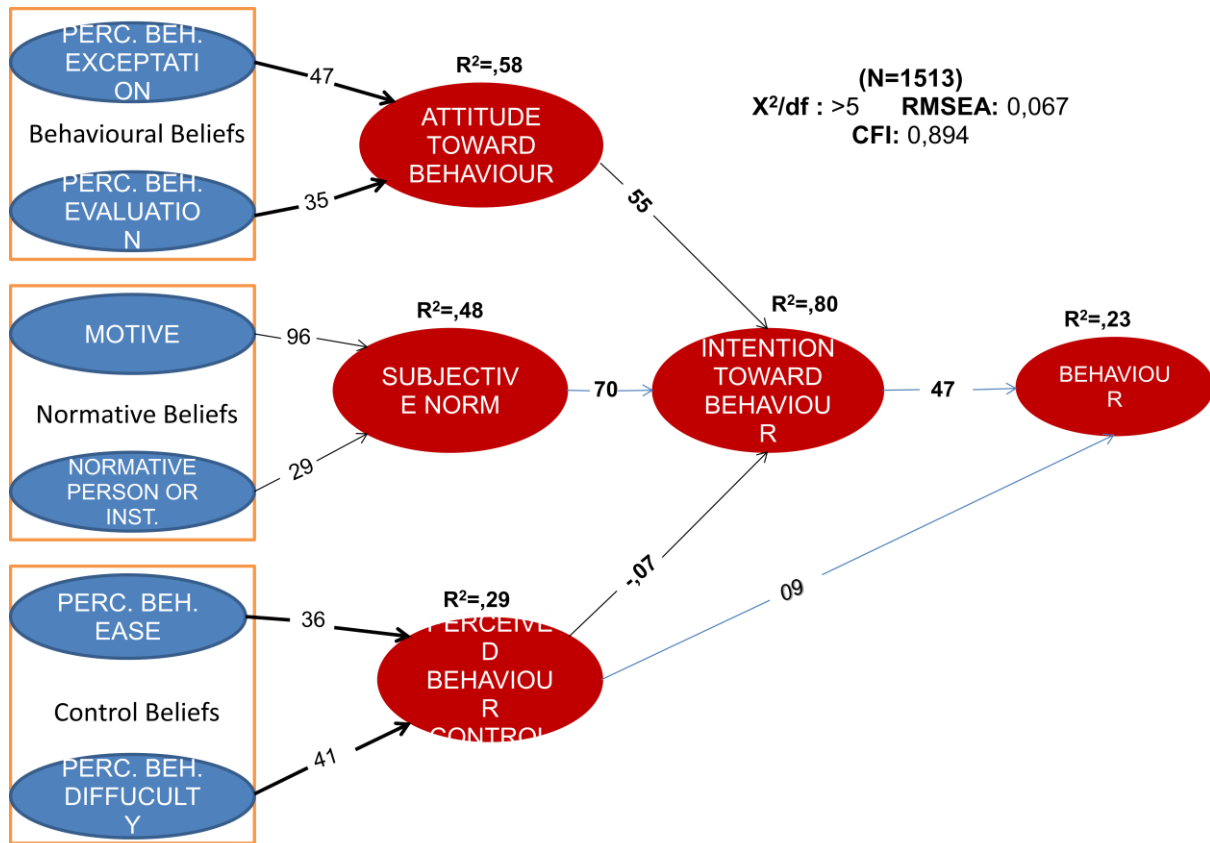 PERC. BEH.
EXCEPTATI
ON
Behavioural Beliefs
PERC. BEH.
EVALUATIO
N
47
35
R²=,58
ATTITUDE
TOWARD
BEHAVIOUR
(N=1513)
X²/df : >5 RMSEA: 0,067
CFI: 0,894
55
MOTIVE
Normative Beliefs
NORMATIVE
PERSON OR
INST.
96
29
R²=,48
SUBJECTIV
E NORM
70
R²=,80
INTENTION
TOWARD
BEHAVIOU
R
47
R²=,23
BEHAVIOU
R
PERC. BEH.
EASE
Control Beliefs
PERC. BEH.
DIFFUCULT
Y
36
41
R²=,29
PERCEIVE
D
BEHAVIOU
R
CONTROL
-,07
09